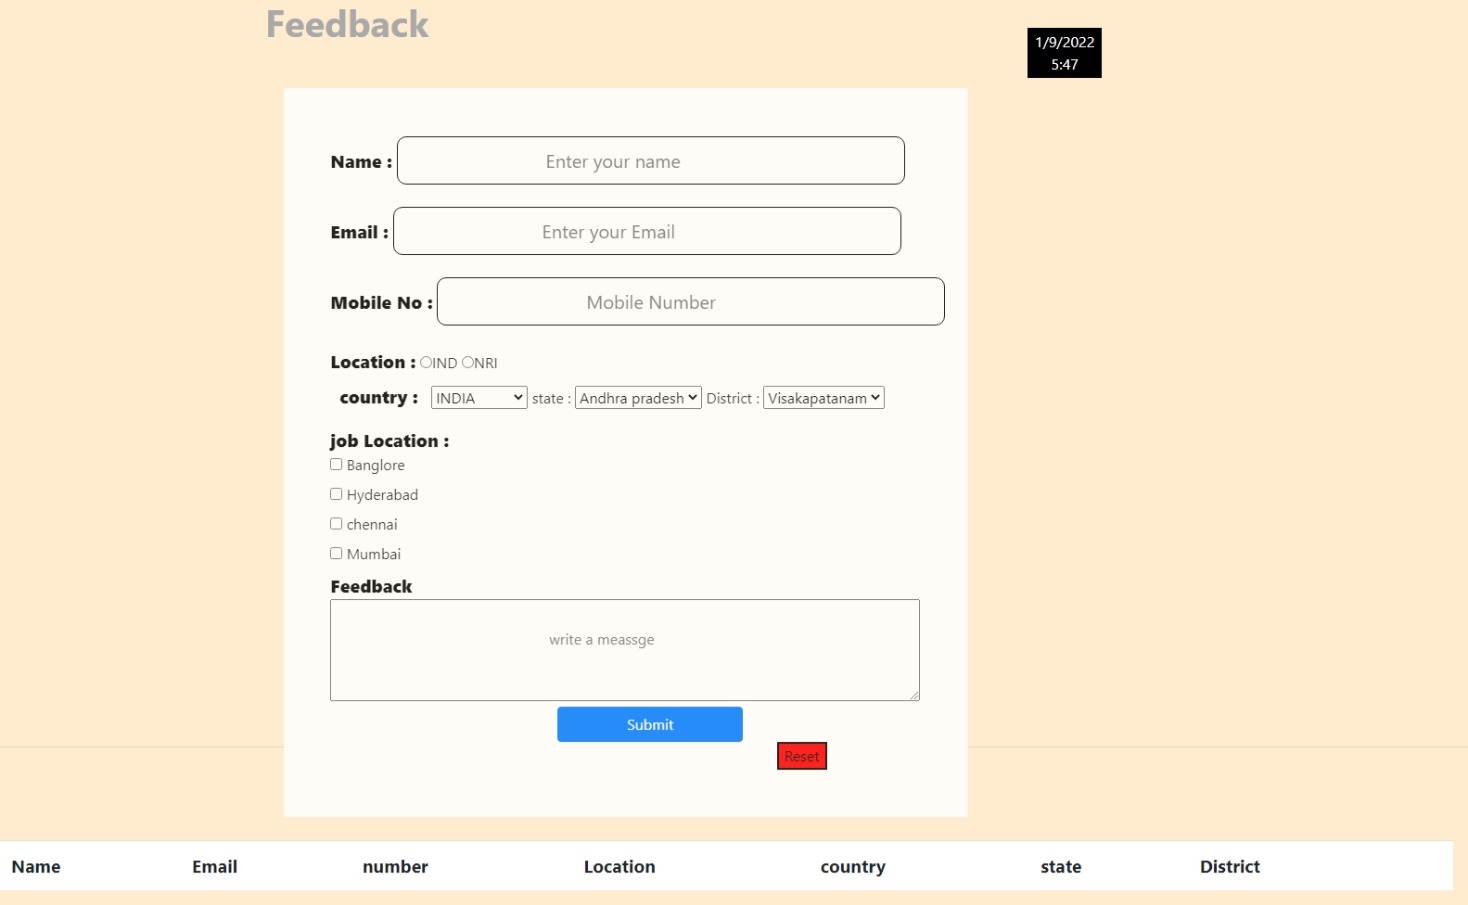 Feedback
1/9/2022
5:47
Name : Enter your name
Email : Enter your Email
Mobile No : Mobile Number
Location : IND NRI
country : INDIA state : Andhra pradesh District : Visakapatanam
job Location :
Banglore
Hyderabad
chennai
Mumbai
Feedback
write a meassge
Submit
Reset
Name Email number Location country state District